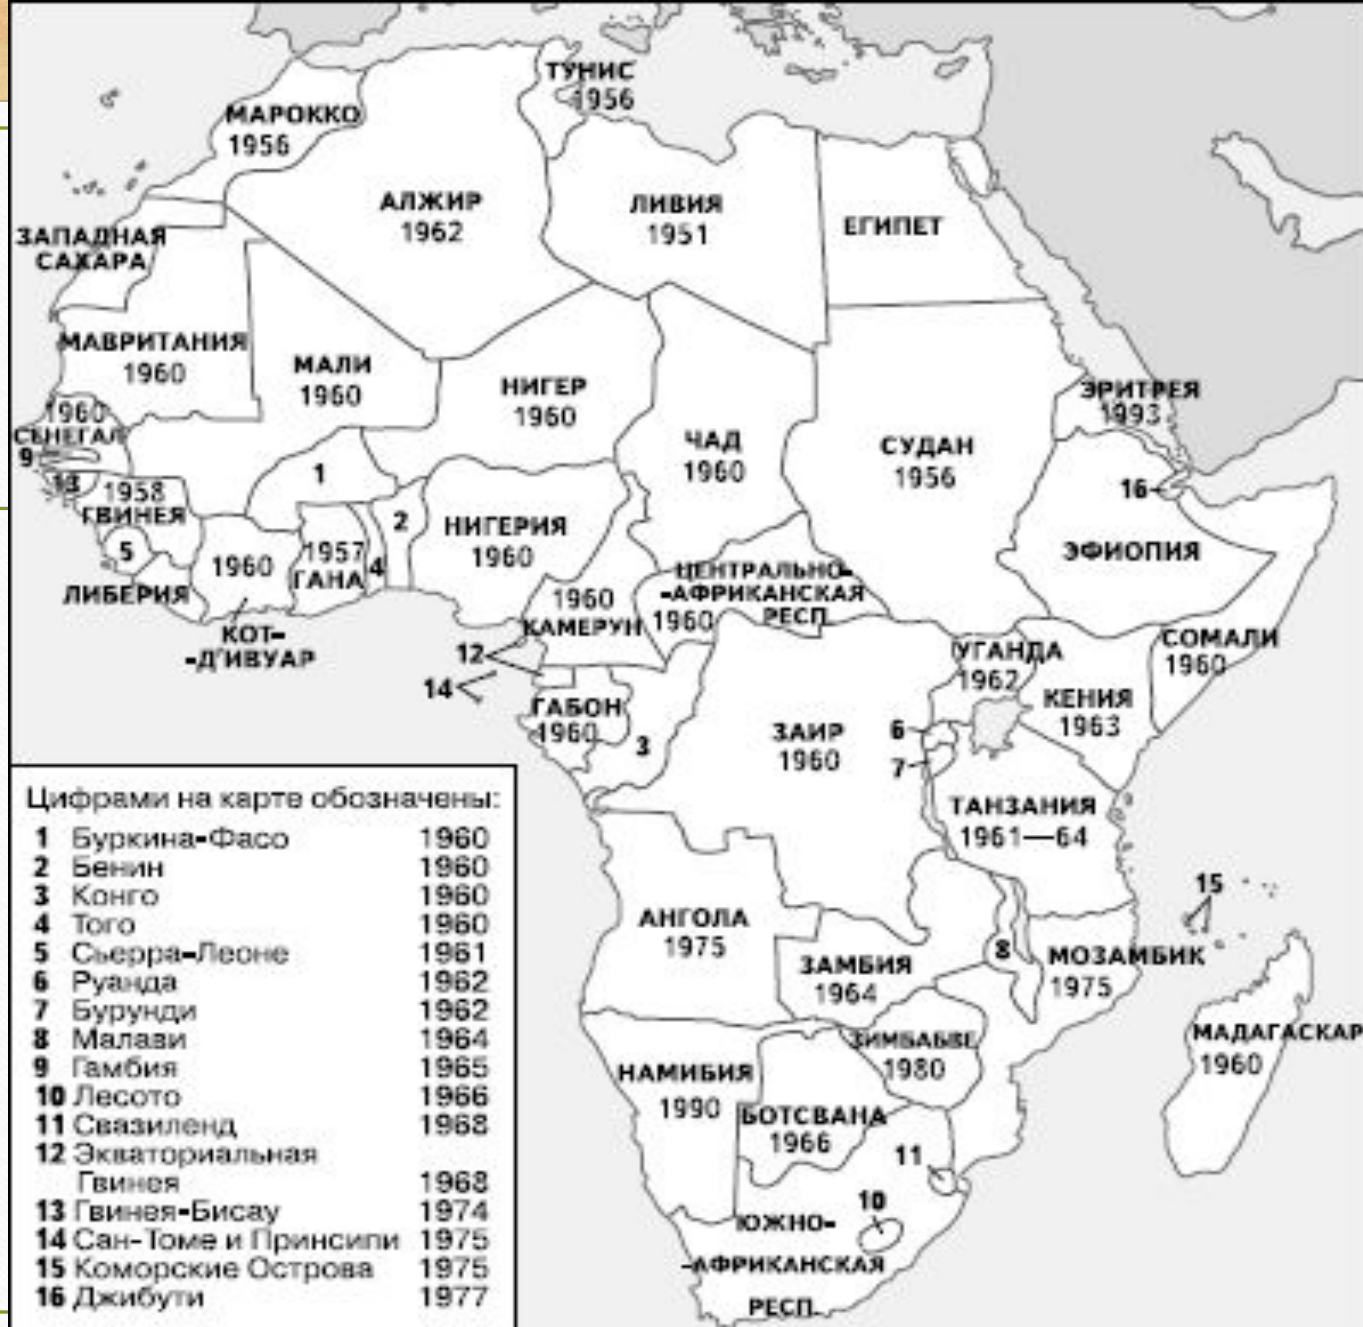 ТУНИС
1956
МАРОККО
1956
АЛЖИР
1962
ЛИВИЯ
1951
ЕГИПЕТ
ЗАПАДНАЯ
САХАРА
МАВРИТАНИЯ
1960
МАЛИ
1960
НИГЕР
1960
ЧАД
1960
СУДАН
1956
ЭРИТРЕЯ
1993
1960
СЕНЕГАЛ
9
13
1958
ГВИНЕЯ
1
2
16
5
ЛИБЕРИЯ
1960
КОТ-
-Д'ИВУАР
1957
ГАНА
4
НИГЕРИЯ
1960
1960
КАМЕРУН
ЦЕНТРАЛЬНО-
-АФРИКАНСКАЯ
1960 РЕСП.
ЭФИОПИЯ
СОМАЛИ
1960
УГАНДА
1962
КЕНИЯ
1963
12
14
ГАБОН
1960
3
ЗАИР
1960
6
7
ТАНЗАНИЯ
1961—64
15
АНГОЛА
1975
ЗАМБИЯ
1964
8
МОЗАМБИК
1975
МАДАГАСКАР
1960
ЗИМБАБВЕ
1980
НАМИБИЯ
1990
БОТСВАНА
1966
11
10
ЮЖНО-
-АФРИКАНСКАЯ
РЕСП.
Цифрами на карте обозначены:
1 Буркина-Фасо 1960
2 Бенин 1960
3 Конго 1960
4 Того 1960
5 Сьерра-Леоне 1961
6 Руанда 1962
7 Бурунди 1962
8 Малави 1964
9 Гамбия 1965
10 Лесото 1966
11 Свазиленд 1968
12 Экваториальная
Гвинея 1968
13 Гвинея-Бисау 1974
14 Сан-Томе и Принсипи 1975
15 Коморские Острова 1975
16 Джибути 1977